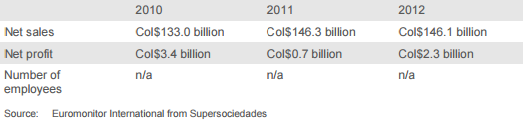 2010 2011 2012
Net sales Col$133.0 billion Col$146.3 billion Col$146.1 billion
Net profit Col$3.4 billion Col$0.7 billion Col$2.3 billion
Number of n/a n/a n/a
employees
Source: Euromonitor International from Supersociedades